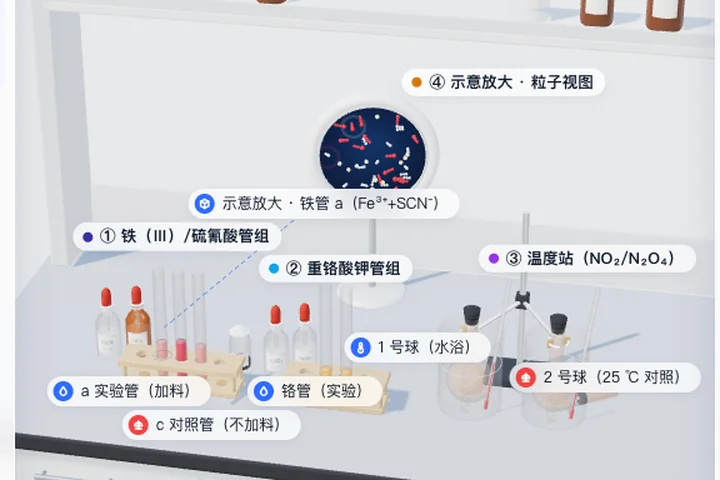 ④ 示意放大 · 粒子视图
示意放大 · 铁管 a（Fe³⁺+SCN⁻）
① 铁（III）/硫氰酸管组
③ 温度站（NO₂/N₂O₄）
② 重铬酸钾管组
1 号球（水浴）
2 号球（25 ℃ 对照）
a 实验管（加料）
铬管（实验）
c 对照管（不加料）